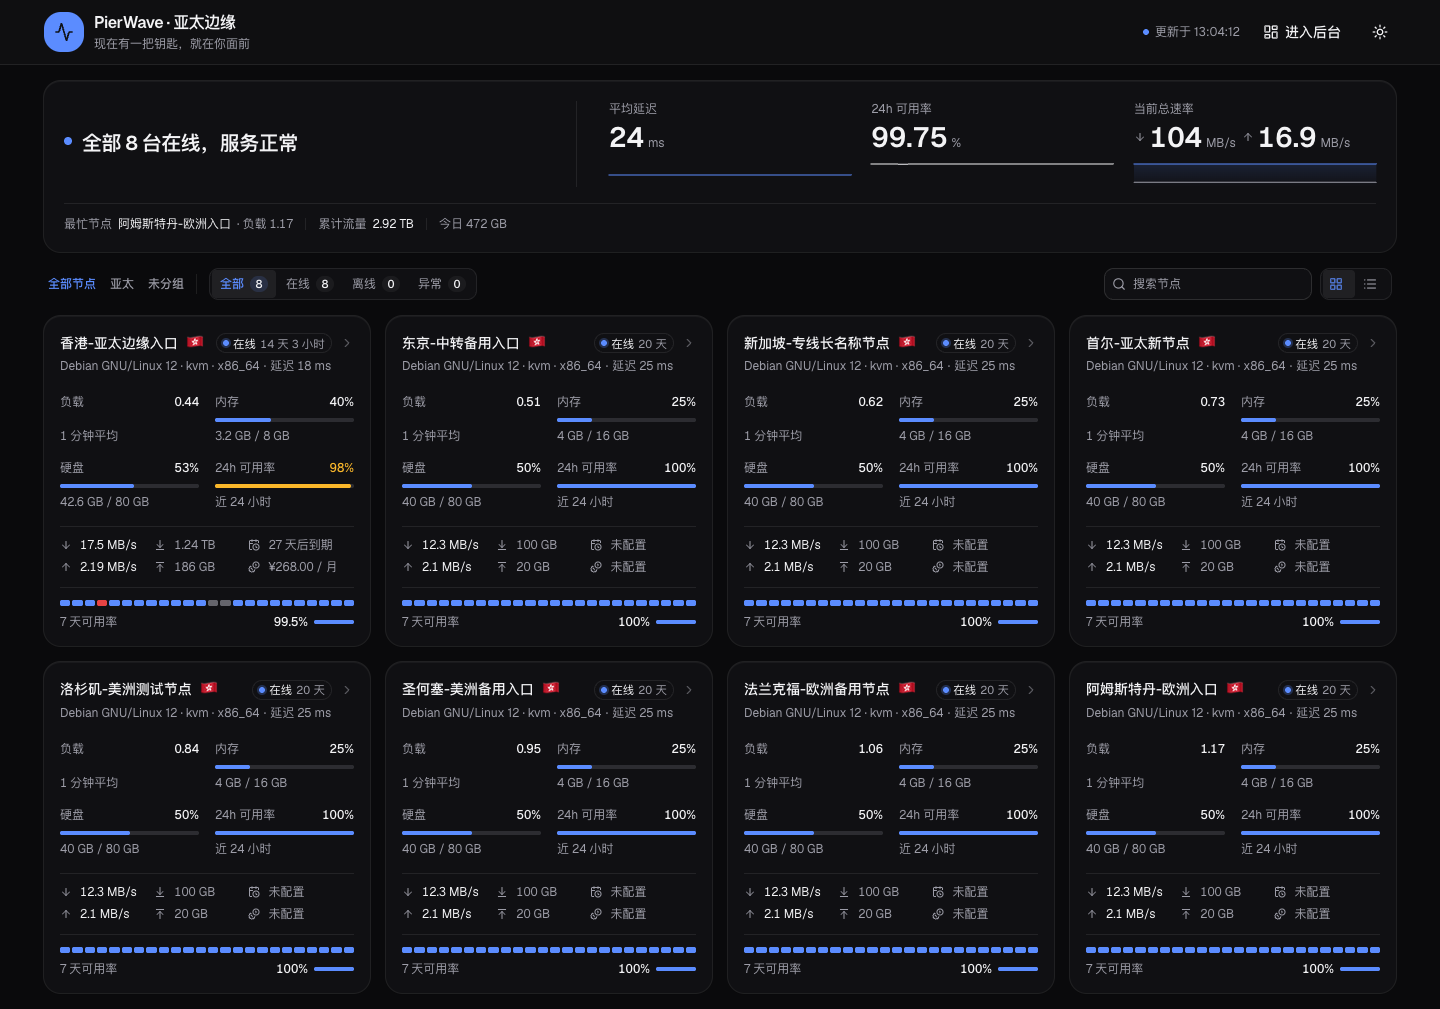 PierWave · 亚太边缘
现在有一把钥匙，就在你面前
更新于 13:04:12
进入后台
全部 8 台在线，服务正常
平均延迟
24 ms
24h 可用率
99.75 %
当前总速率
↓ 104 MB/s ↑ 16.9 MB/s
最忙节点 阿姆斯特丹-欧洲入口 · 负载 1.17
累计流量 2.92 TB
今日 472 GB
全部节点 亚太 未分组
全部 8 在线 8 离线 0 异常 0
搜索节点
香港-亚太边缘入口 在线 14 天 3 小时
Debian GNU/Linux 12 · kvm · x86_64 · 延迟 18 ms
负载 0.44 内存 40%
1 分钟平均 3.2 GB / 8 GB
硬盘 53% 24h 可用率 98%
42.6 GB / 80 GB 近 24 小时
↓ 17.5 MB/s 1.24 TB 27 天后到期
↑ 2.19 MB/s 186 GB ¥268.00 / 月
7 天可用率 99.5%
东京-中转备用入口 在线 20 天
Debian GNU/Linux 12 · kvm · x86_64 · 延迟 25 ms
负载 0.51 内存 25%
1 分钟平均 4 GB / 16 GB
硬盘 50% 24h 可用率 100%
40 GB / 80 GB 近 24 小时
↓ 12.3 MB/s 100 GB 未配置
↑ 2.1 MB/s 20 GB 未配置
7 天可用率 100%
新加坡-专线长名称节点 在线 20 天
Debian GNU/Linux 12 · kvm · x86_64 · 延迟 25 ms
负载 0.62 内存 25%
1 分钟平均 4 GB / 16 GB
硬盘 50% 24h 可用率 100%
40 GB / 80 GB 近 24 小时
↓ 12.3 MB/s 100 GB 未配置
↑ 2.1 MB/s 20 GB 未配置
7 天可用率 100%
首尔-亚太新节点 在线 20 天
Debian GNU/Linux 12 · kvm · x86_64 · 延迟 25 ms
负载 0.73 内存 25%
1 分钟平均 4 GB / 16 GB
硬盘 50% 24h 可用率 100%
40 GB / 80 GB 近 24 小时
↓ 12.3 MB/s 100 GB 未配置
↑ 2.1 MB/s 20 GB 未配置
7 天可用率 100%
洛杉矶-美洲测试节点 在线 20 天
Debian GNU/Linux 12 · kvm · x86_64 · 延迟 25 ms
负载 0.84 内存 25%
1 分钟平均 4 GB / 16 GB
硬盘 50% 24h 可用率 100%
40 GB / 80 GB 近 24 小时
↓ 12.3 MB/s 100 GB 未配置
↑ 2.1 MB/s 20 GB 未配置
7 天可用率 100%
圣何塞-美洲备用入口 在线 20 天
Debian GNU/Linux 12 · kvm · x86_64 · 延迟 25 ms
负载 0.95 内存 25%
1 分钟平均 4 GB / 16 GB
硬盘 50% 24h 可用率 100%
40 GB / 80 GB 近 24 小时
↓ 12.3 MB/s 100 GB 未配置
↑ 2.1 MB/s 20 GB 未配置
7 天可用率 100%
法兰克福-欧洲备用节点 在线 20 天
Debian GNU/Linux 12 · kvm · x86_64 · 延迟 25 ms
负载 1.06 内存 25%
1 分钟平均 4 GB / 16 GB
硬盘 50% 24h 可用率 100%
40 GB / 80 GB 近 24 小时
↓ 12.3 MB/s 100 GB 未配置
↑ 2.1 MB/s 20 GB 未配置
7 天可用率 100%
阿姆斯特丹-欧洲入口 在线 20 天
Debian GNU/Linux 12 · kvm · x86_64 · 延迟 25 ms
负载 1.17 内存 25%
1 分钟平均 4 GB / 16 GB
硬盘 50% 24h 可用率 100%
40 GB / 80 GB 近 24 小时
↓ 12.3 MB/s 100 GB 未配置
↑ 2.1 MB/s 20 GB 未配置
7 天可用率 100%